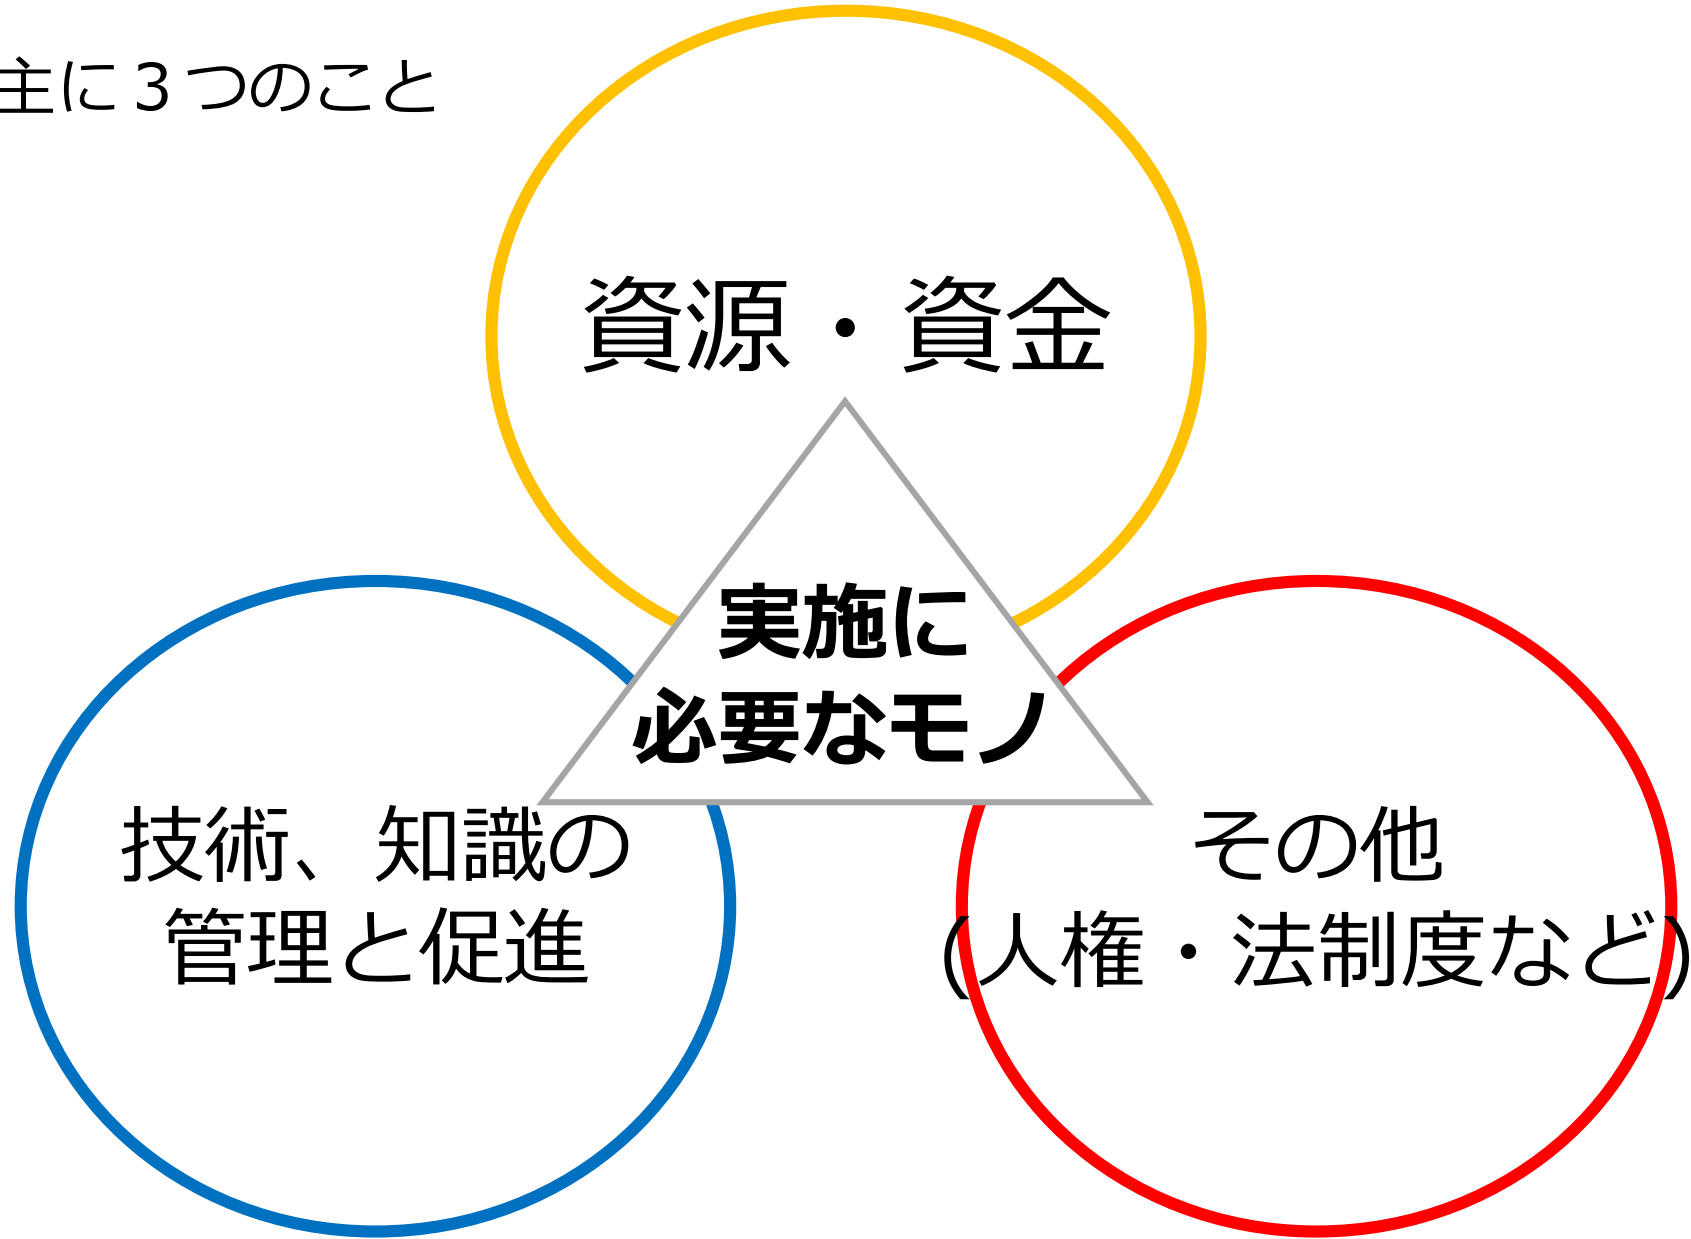 主に３つのこと
資源・資金
実施に
必要なモノ
技術、知識の
管理と促進
その他
(人権・法制度など)